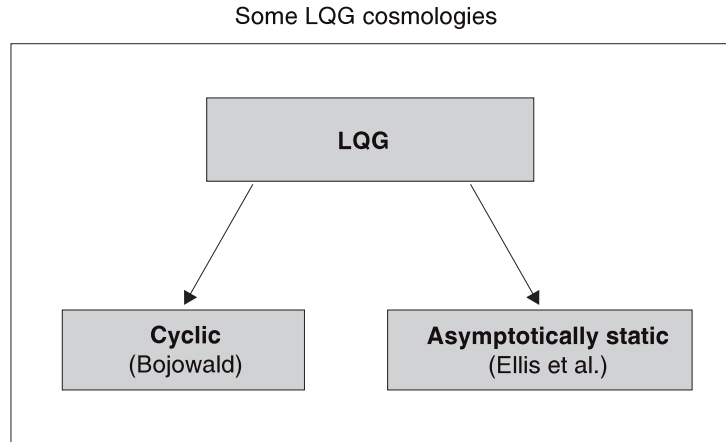 Some LQG cosmologies
LQG
Cyclic
(Bojowald)
Asymptotically static
(Ellis et al.)